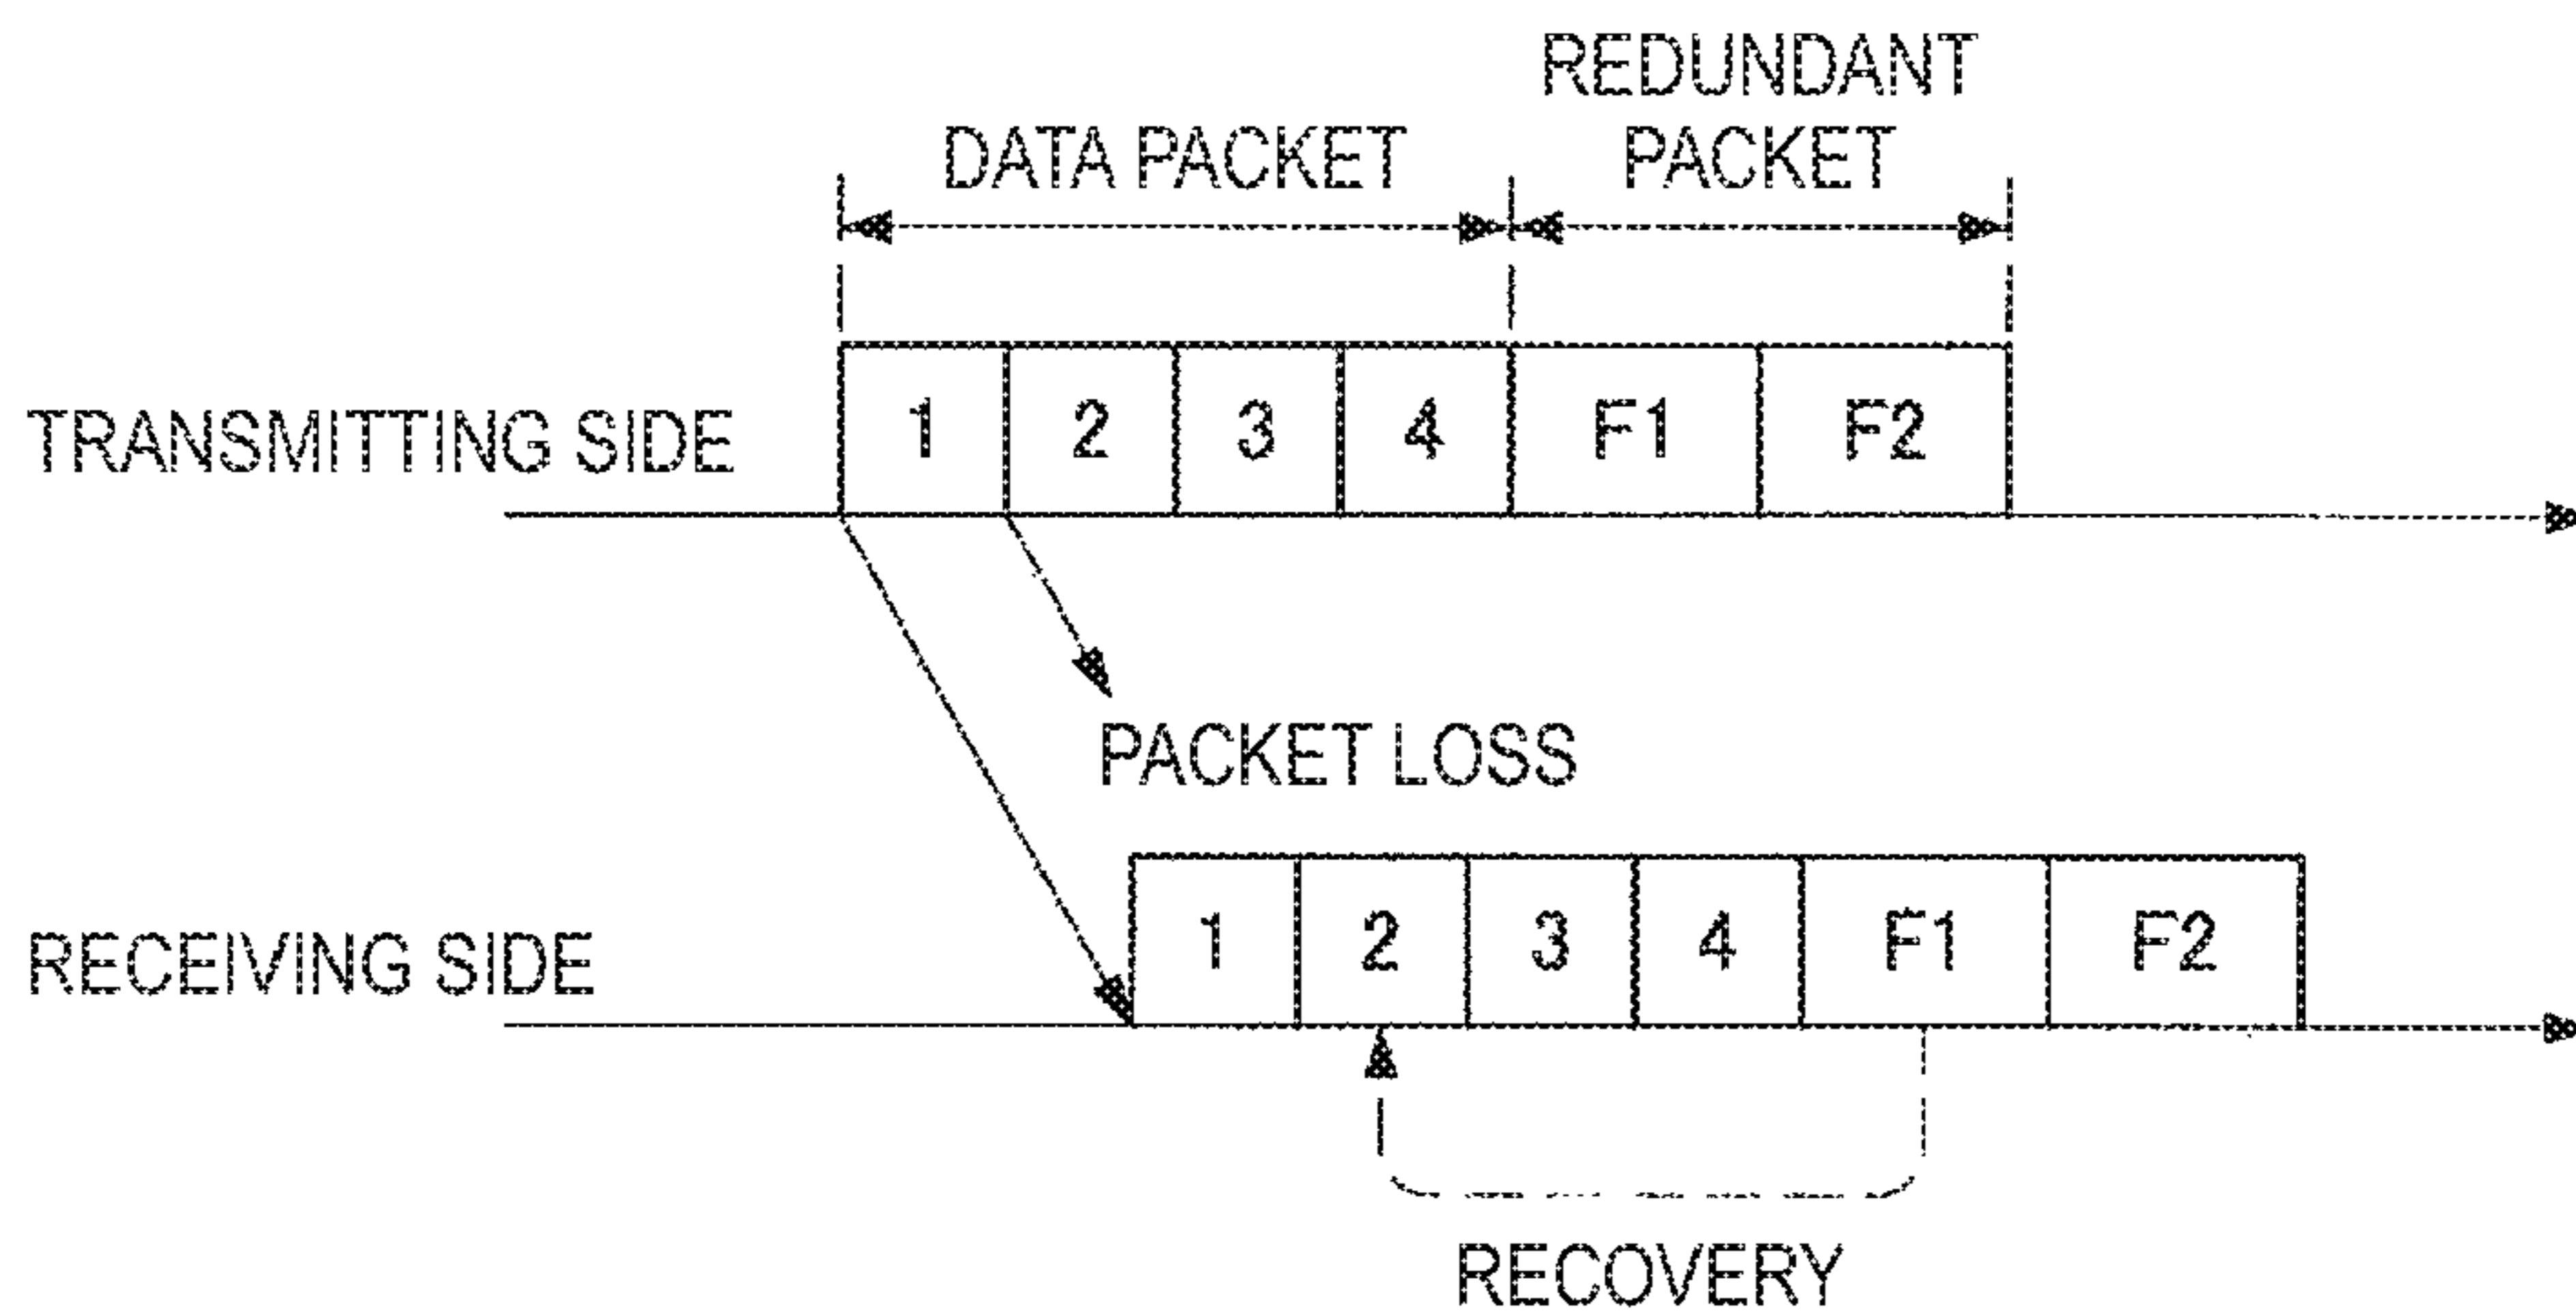 REDUNDANT
DATA PACKET PACKET
TRANSMITTING SIDE 1 2 3 4 F1 F2
PACKET LOSS
RECEIVING SIDE 1 2 3 4 F1 F2
RECOVERY